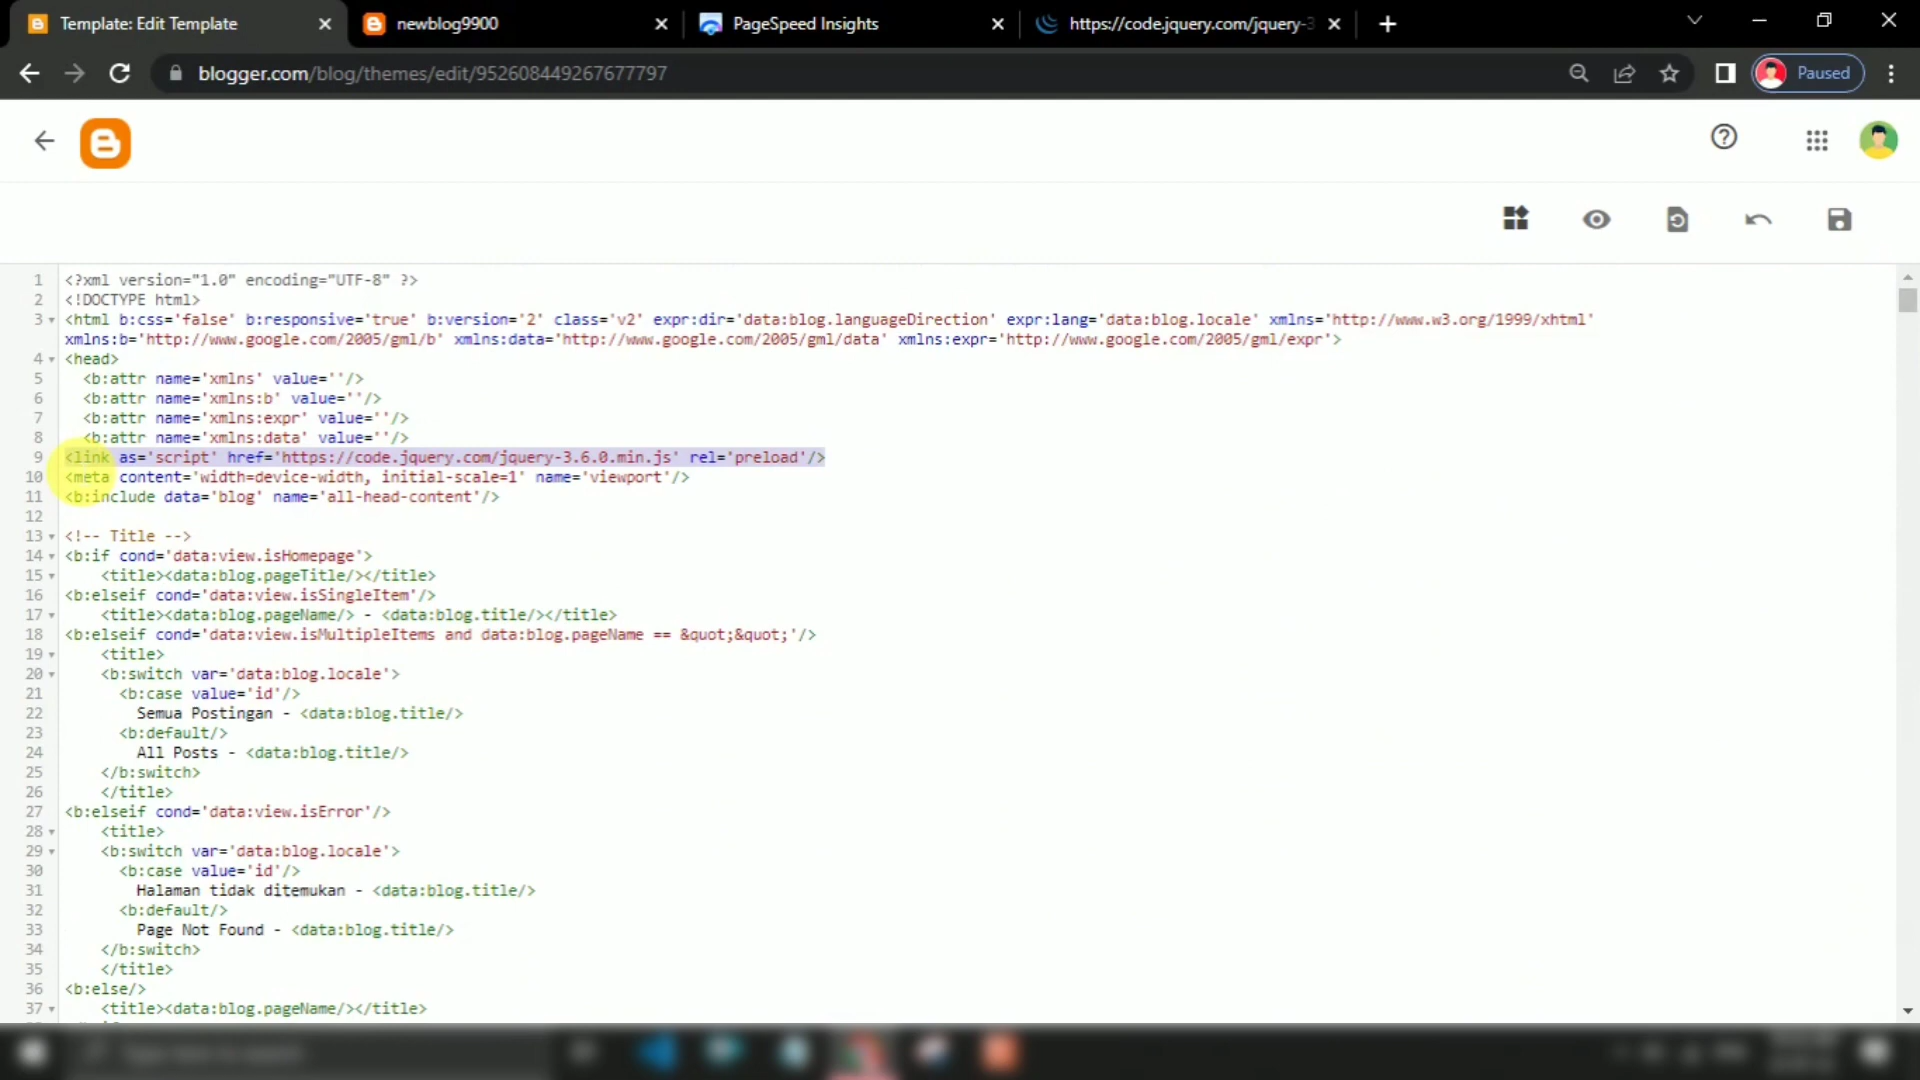 Template: Edit Template
newblog9900
PageSpeed Insights
https://code.jquery.com/jquery-3
blogger.com/blog/themes/edit/952608449267677797
Paused
1 <?xml version="1.0" encoding="UTF-8" ?>
2 <!DOCTYPE html>
3 <html b:css='false' b:responsive='true' b:version='2' class='v2' expr:dir='data:blog.languageDirection' expr:lang='data:blog.locale' xmlns='http://www.w3.org/1999/xhtml'
xmlns:b='http://www.google.com/2005/gml/b' xmlns:data='http://www.google.com/2005/gml/data' xmlns:expr='http://www.google.com/2005/gml/expr'>
4 <head>
5 <b:attr name='xmlns' value=''/>
6 <b:attr name='xmlns:b' value=''/>
7 <b:attr name='xmlns:expr' value=''/>
8 <b:attr name='xmlns:data' value=''/>
9 <link as='script' href='https://code.jquery.com/jquery-3.6.0.min.js' rel='preload'/>
10 <meta content='width=device-width, initial-scale=1' name='viewport'/>
11 <b:include data='blog' name='all-head-content'/>
12
13 <!-- Title -->
14 <b:if cond='data:view.isHomepage'>
15 <title><data:blog.pageTitle/></title>
16 <b:elseif cond='data:view.isSingleItem'/>
17 <title><data:blog.pageName/> - <data:blog.title/></title>
18 <b:elseif cond='data:view.isMultipleItems and data:blog.pageName == &quot;&quot;'/>
19 <title>
20 <b:switch var='data:blog.locale'>
21 <b:case value='id'/>
22 Semua Postingan - <data:blog.title/>
23 <b:default/>
24 All Posts - <data:blog.title/>
25 </b:switch>
26 </title>
27 <b:elseif cond='data:view.isError'/>
28 <title>
29 <b:switch var='data:blog.locale'>
30 <b:case value='id'/>
31 Halaman tidak ditemukan - <data:blog.title/>
32 <b:default/>
33 Page Not Found - <data:blog.title/>
34 </b:switch>
35 </title>
36 <b:else/>
37 <title><data:blog.pageName/></title>